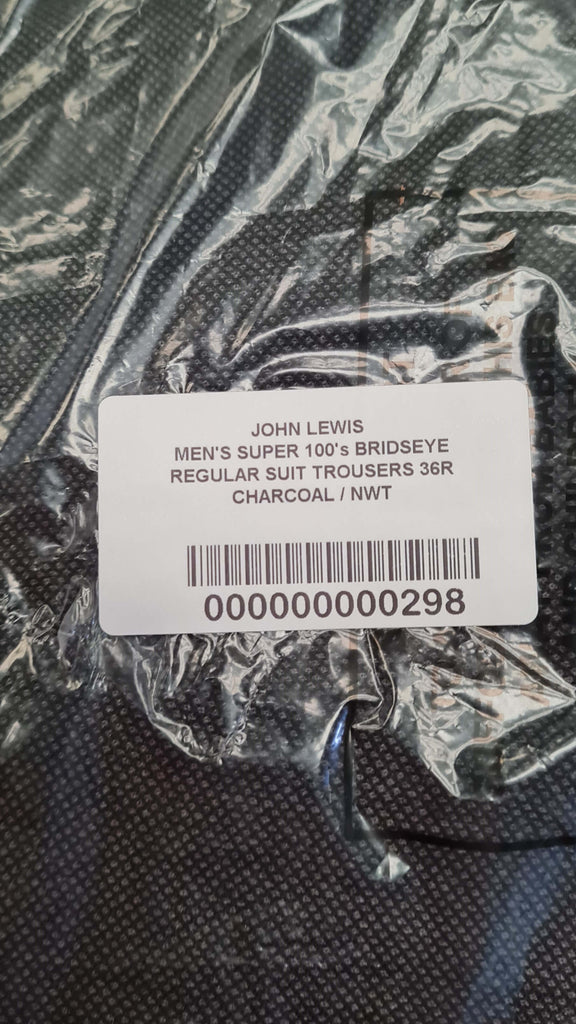 JOHN LEWIS
MEN'S SUPER 100's BRIDSEYE
REGULAR SUIT TROUSERS 36R
CHARCOAL / NWT
000000000298